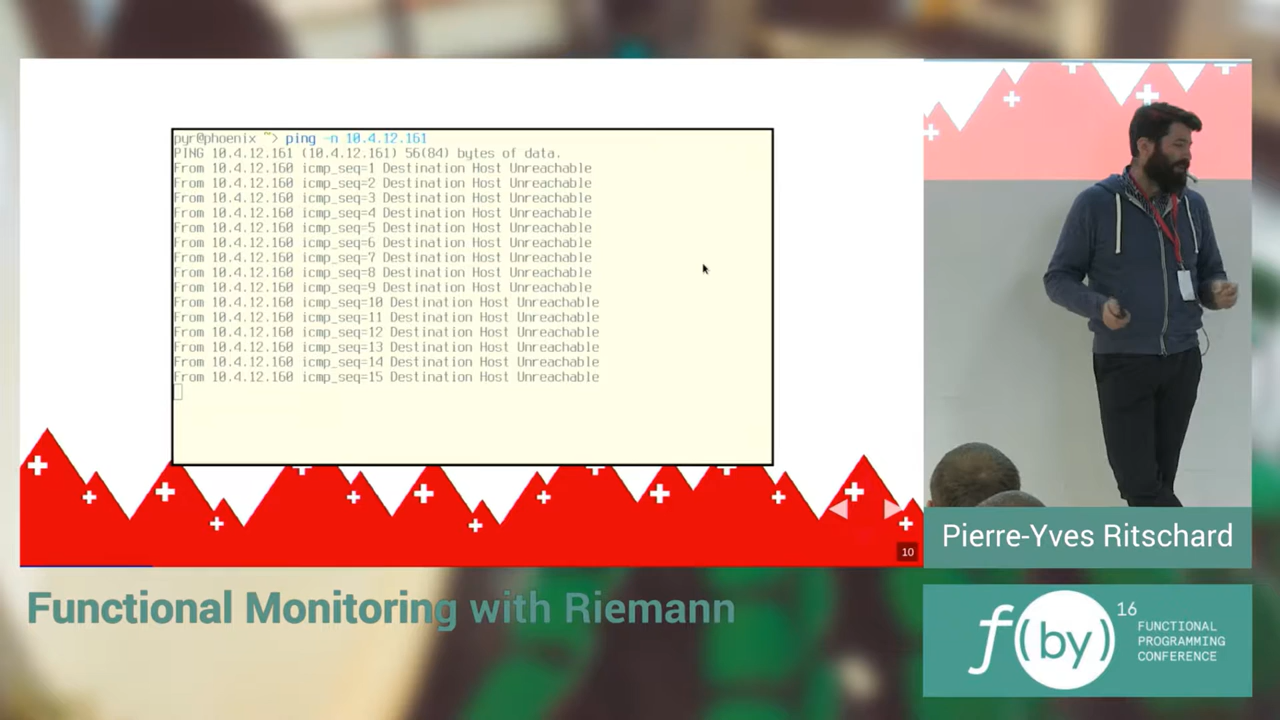 pyr@phoenix ~> ping -n 10.4.12.161
PING 10.4.12.161 (10.4.12.161) 56(84) bytes of data.
From 10.4.12.160 icmp_seq=1 Destination Host Unreachable
From 10.4.12.160 icmp_seq=2 Destination Host Unreachable
From 10.4.12.160 icmp_seq=3 Destination Host Unreachable
From 10.4.12.160 icmp_seq=4 Destination Host Unreachable
From 10.4.12.160 icmp_seq=5 Destination Host Unreachable
From 10.4.12.160 icmp_seq=6 Destination Host Unreachable
From 10.4.12.160 icmp_seq=7 Destination Host Unreachable
From 10.4.12.160 icmp_seq=8 Destination Host Unreachable
From 10.4.12.160 icmp_seq=9 Destination Host Unreachable
From 10.4.12.160 icmp_seq=10 Destination Host Unreachable
From 10.4.12.160 icmp_seq=11 Destination Host Unreachable
From 10.4.12.160 icmp_seq=12 Destination Host Unreachable
From 10.4.12.160 icmp_seq=13 Destination Host Unreachable
From 10.4.12.160 icmp_seq=14 Destination Host Unreachable
From 10.4.12.160 icmp_seq=15 Destination Host Unreachable
10
Pierre-Yves Ritschard
Functional Monitoring with Riemann
f(by) 16
FUNCTIONAL
PROGRAMMING
CONFERENCE